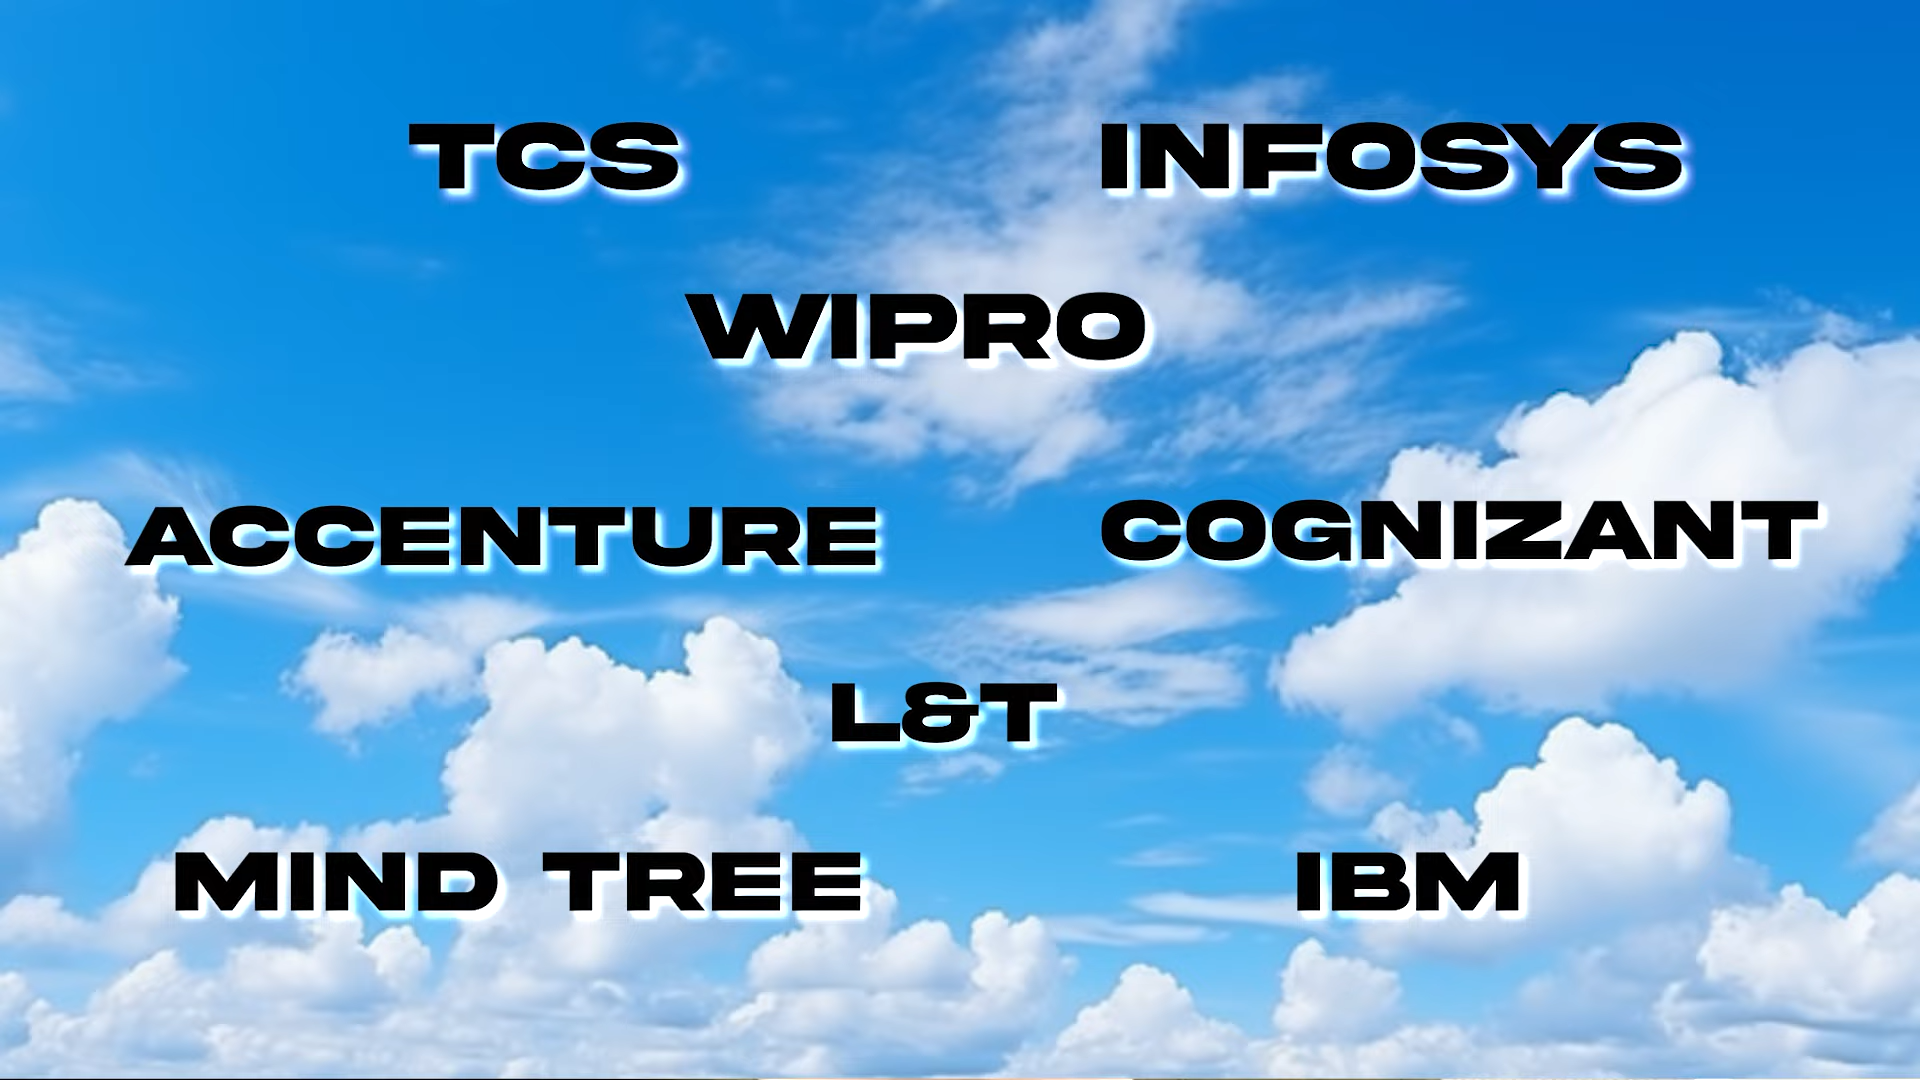 TCS
INFOSYS
WIPRO
ACCENTURE
COGNIZANT
L&T
MIND TREE
IBM